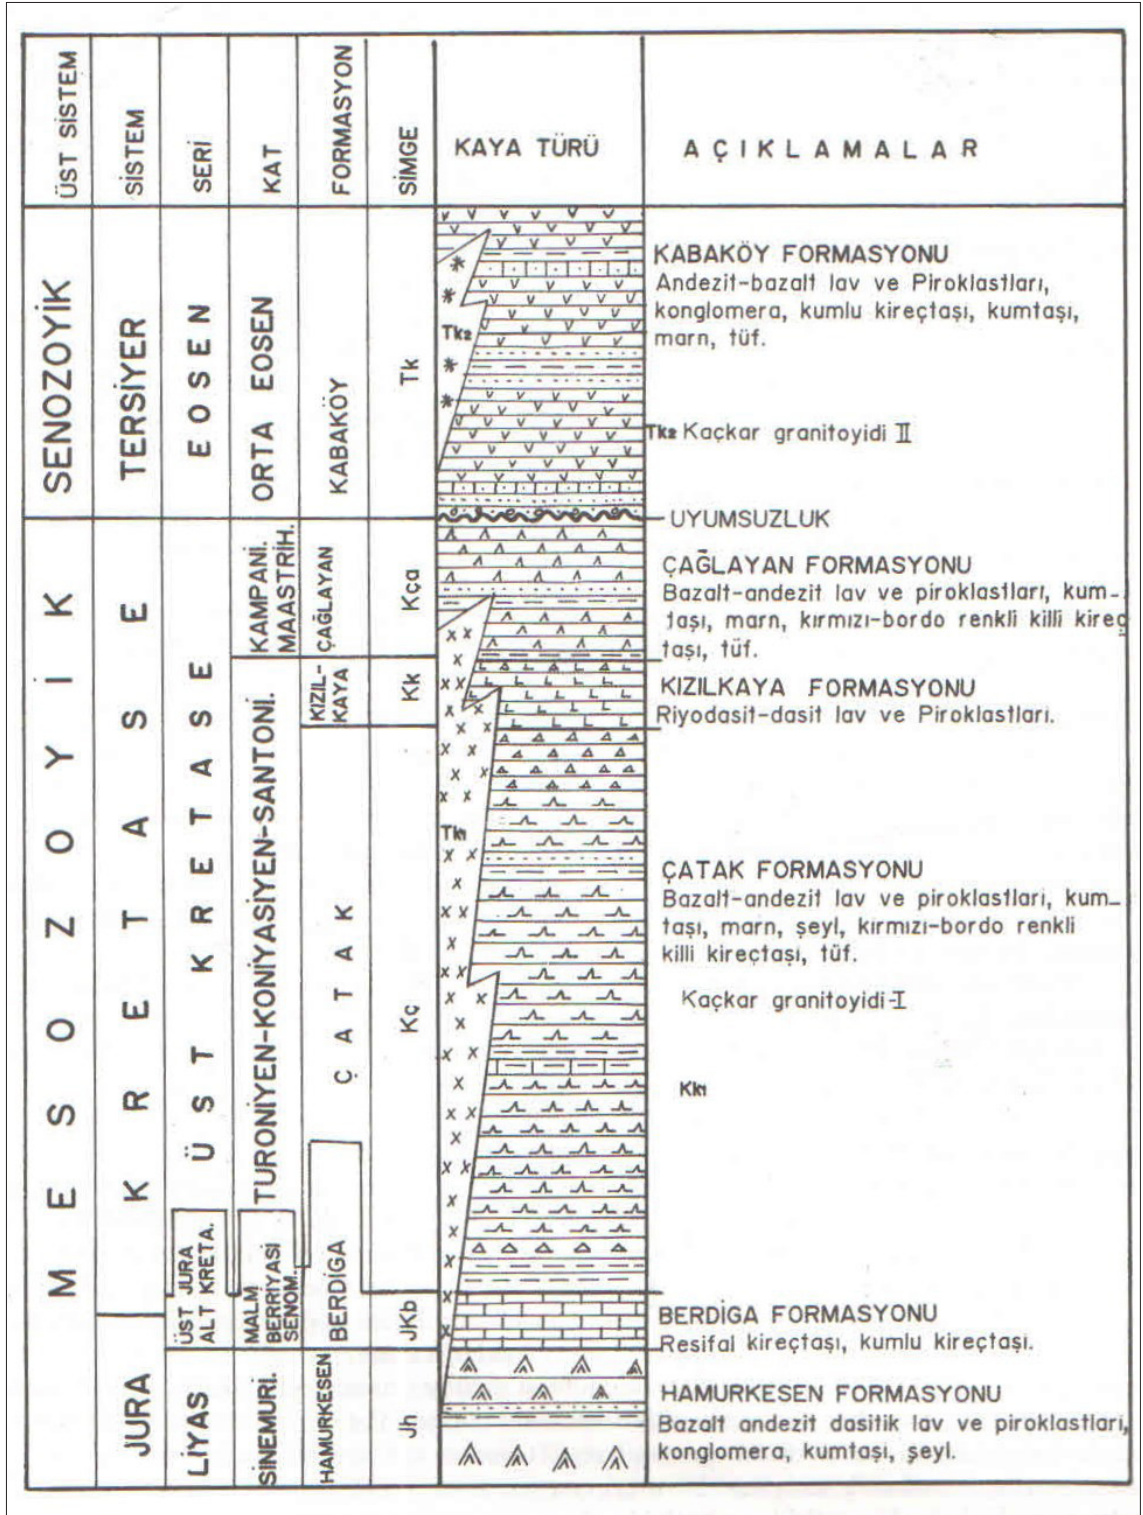 ÜST SİSTEM
SİSTEM
SERİ
KAT
FORMASYON
SİMGE
KAYA TÜRÜ
AÇIKLAMALAR
SENOZOYİK
TERSİYER
EOSEN
ORTA EOSEN
KABAKÖY
Tk
Tk2
KABAKÖY FORMASYONU
Andezit-bazalt lav ve Piroklastları,
konglomera, kumlu kireçtaşı, kumtaşı,
marn, tüf.
Tk2 Kaçkar granitoyidi II
UYUMSUZLUK
MESOZOYİK
KRETASE
ÜST KRETASE
KAMPANİ.
MAASTRIH.
ÇAĞLAYAN
Kça
ÇAĞLAYAN FORMASYONU
Bazalt-andezit lav ve piroklastları, kum-
taşı, marn, kırmızı-bordo renkli killi kireç
taşı, tüf.
TURONİYEN-KONİYASİYEN-SANTONİ.
KIZIL-
KAYA
Kk
KIZILKAYA FORMASYONU
Riyodasit-dasit lav ve Piroklastları.
ÇATAK
Kç
Tk1
ÇATAK FORMASYONU
Bazalt-andezit lav ve piroklastları, kum-
taşı, marn, şeyl, kırmızı-bordo renkli
killi kireçtaşı, tüf.
Kaçkar granitoyidi-I
Kk1
ÜST JURA
ALT KRETA.
MALM
BERRİYASİ
SENOM.
BERDİGA
JKb
BERDİGA FORMASYONU
Resifal kireçtaşı, kumlu kireçtaşı.
JURA
LİYAS
SİNEMURİ.
HAMURKESEN
Jh
HAMURKESEN FORMASYONU
Bazalt andezit dasitik lav ve piroklastları,
konglomera, kumtaşı, şeyl.